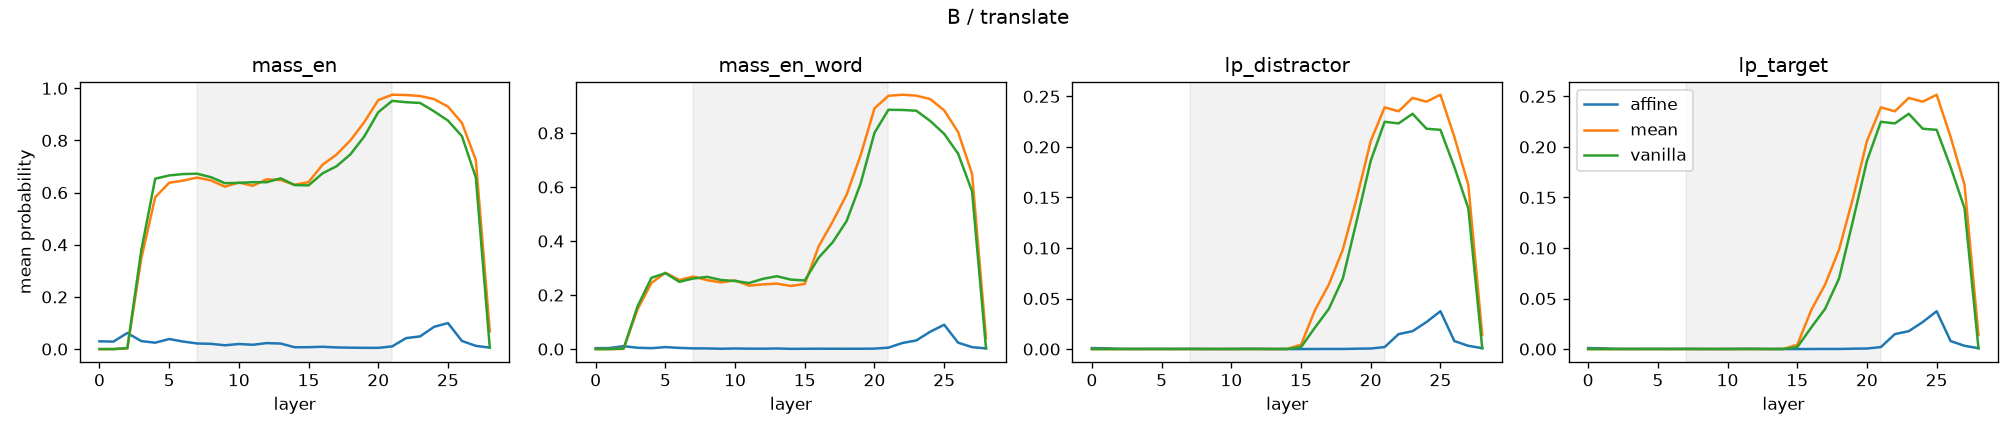 B / translate
mass_en
mean probability
1.0
0.8
0.6
0.4
0.2
0.0
0 5 10 15 20 25
layer
mass_en_word
0.8
0.6
0.4
0.2
0.0
0 5 10 15 20 25
layer
lp_distractor
0.25
0.20
0.15
0.10
0.05
0.00
0 5 10 15 20 25
layer
lp_target
0.25
0.20
0.15
0.10
0.05
0.00
affine
mean
vanilla
0 5 10 15 20 25
layer